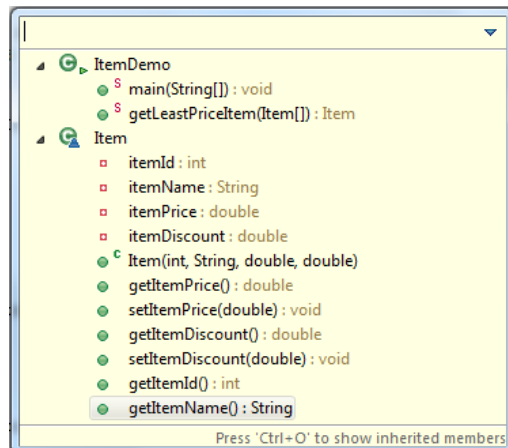 ItemDemo
S main(String[]) : void
S getLeastPriceItem(Item[]) : Item
Item
itemId : int
itemName : String
itemPrice : double
itemDiscount : double
C Item(int, String, double, double)
getItemPrice() : double
setItemPrice(double) : void
getItemDiscount() : double
setItemDiscount(double) : void
getItemId() : int
getItemName() : String
Press 'Ctrl+O' to show inherited members